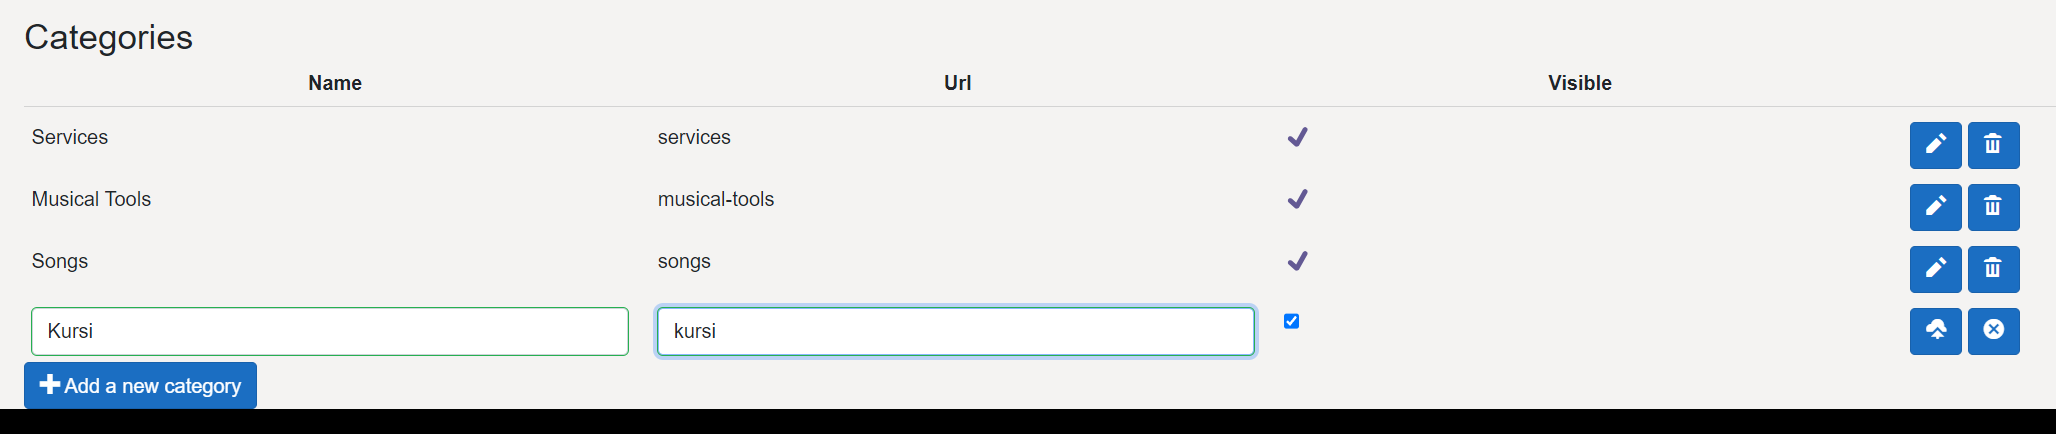 Categories
Name Url Visible
Services services
Musical Tools musical-tools
Songs songs
Kursi kursi
Add a new category